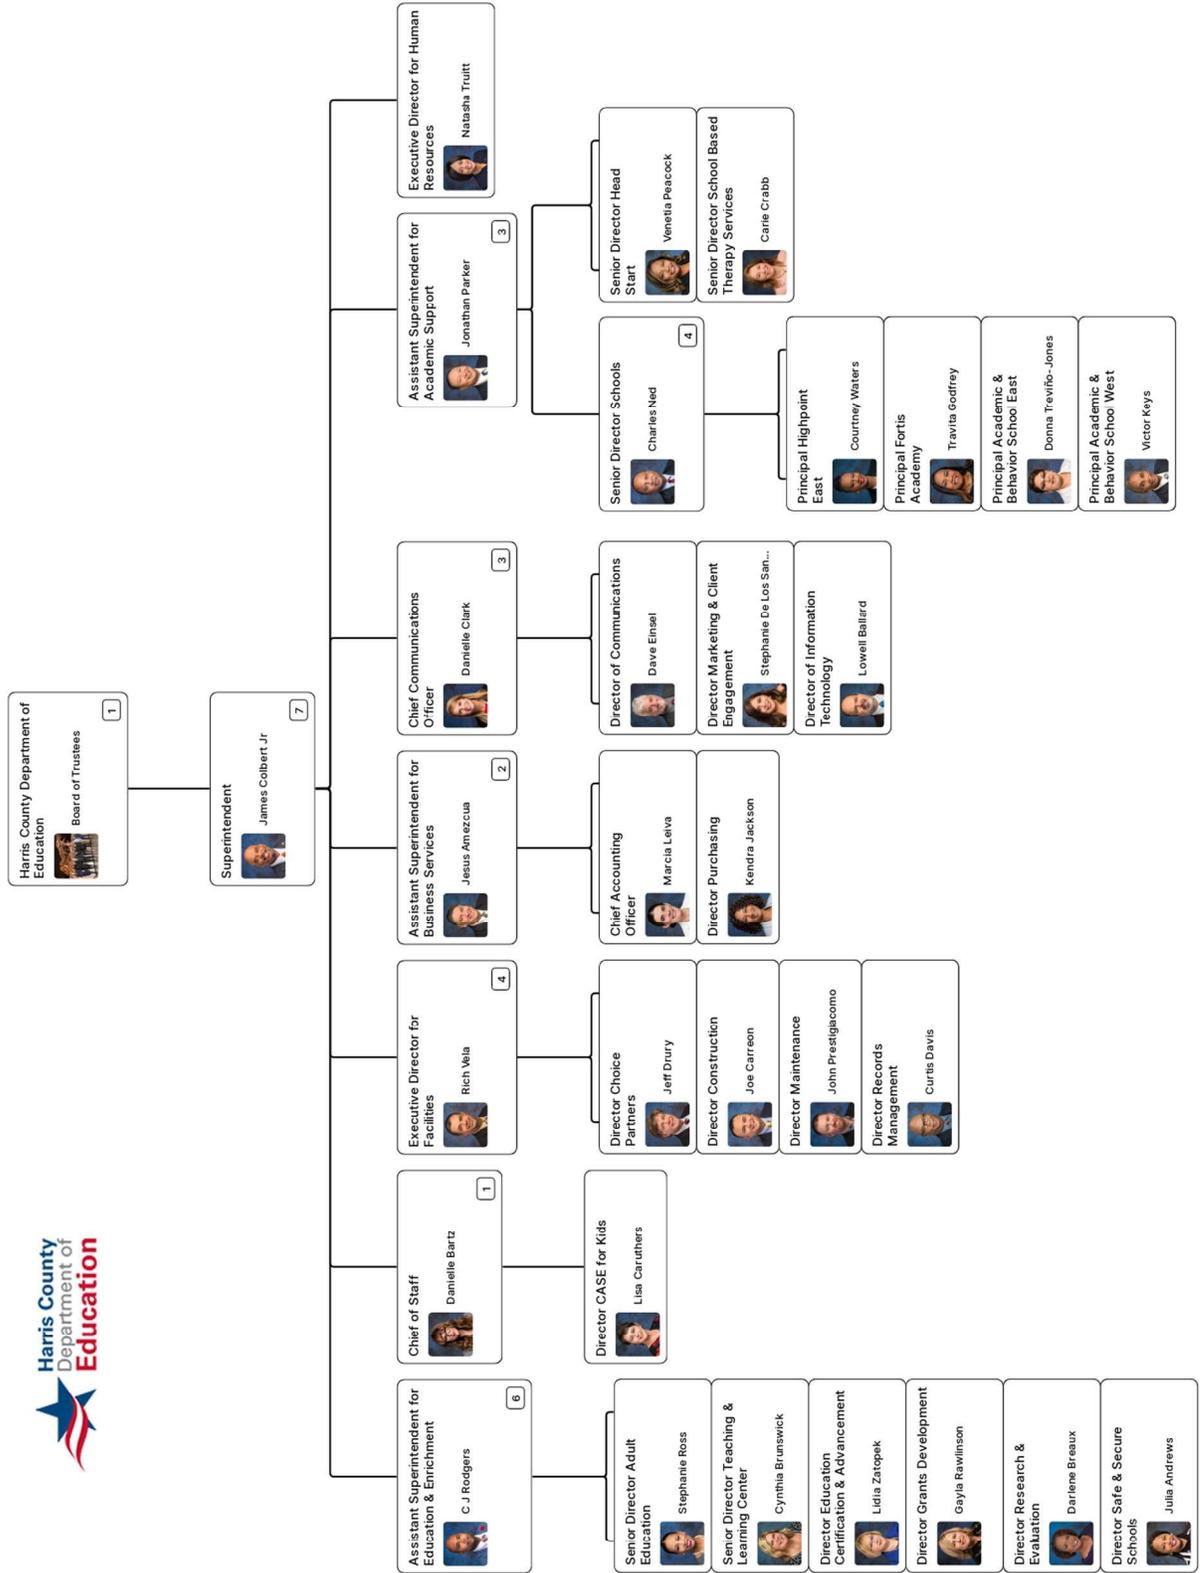 Harris County
Department of
Education
Harris County Department of
Education
Board of Trustees
1
Superintendent
James Colbert Jr
7
Assistant Superintendent for
Education & Enrichment
C J Rodgers
6
Senior Director Adult
Education
Stephanie Ross
Senior Director Teaching &
Learning Center
Cynthia Brunswick
Director Education
Certification & Advancement
Lidia Zatopek
Director Grants Development
Gayla Rawlinson
Director Research &
Evaluation
Darlene Breaux
Director Safe & Secure
Schools
Julia Andrews
Chief of Staff
Danielle Bartz
1
Director CASE for Kids
Lisa Caruthers
Executive Director for
Facilities
Rich Vela
4
Director Choice
Partners
Jeff Drury
Director Construction
Joe Carreon
Director Maintenance
John Prestigiacomo
Director Records
Management
Curtis Davis
Assistant Superintendent for
Business Services
Jesus Amezcua
2
Chief Accounting
Officer
Marcia Leiva
Director Purchasing
Kendra Jackson
Chief Communications
Officer
Danielle Clark
3
Director of Communications
Dave Einsel
Director Marketing & Client
Engagement
Stephanie De Los San...
Director of Information
Technology
Lowell Ballard
Assistant Superintendent for
Academic Support
Jonathan Parker
3
Senior Director Schools
Charles Ned
4
Principal Highpoint
East
Courtney Waters
Principal Fortis
Academy
Travita Godfrey
Principal Academic &
Behavior School East
Donna Treviño-Jones
Principal Academic &
Behavior School West
Victor Keys
Senior Director Head
Start
Venetia Peacock
Senior Director School Based
Therapy Services
Carie Crabb
Executive Director for Human
Resources
Natasha Truitt